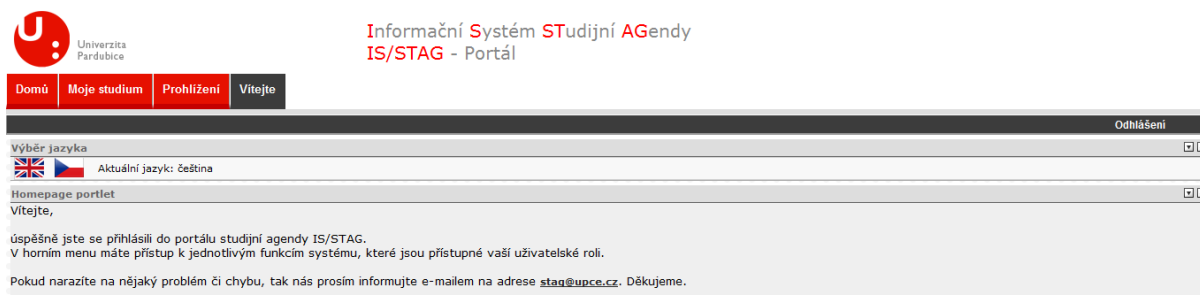 U:
Univerzita
Pardubice
Informační Systém STudijní AGendy
IS/STAG - Portál
Domů Moje studium Prohlížení Vítejte
Odhlášení
Výběr jazyka
Aktuální jazyk: čeština
Homepage portlet
Vítejte,
úspěšně jste se přihlásili do portálu studijní agendy IS/STAG.
V horním menu máte přístup k jednotlivým funkcím systému, které jsou přístupné vaší uživatelské roli.
Pokud narazíte na nějaký problém či chybu, tak nás prosím informujte e-mailem na adrese stag@upce.cz. Děkujeme.